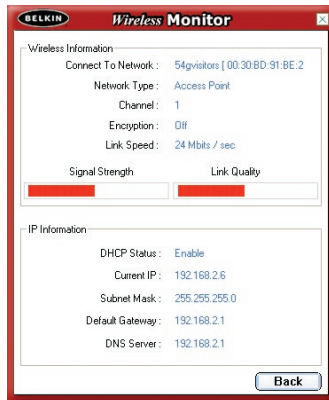 BELKIN Wireless Monitor
Wireless Information
Connect To Network : 54gvisitors [ 00:30:BD:91:BE:2
Network Type : Access Point
Channel : 1
Encryption : Off
Link Speed : 24 Mbits / sec
Signal Strength Link Quality
IP Information
DHCP Status : Enable
Current IP : 192.168.2.6
Subnet Mask : 255.255.255.0
Default Gateway : 192.168.2.1
DNS Server : 192.168.2.1
Back